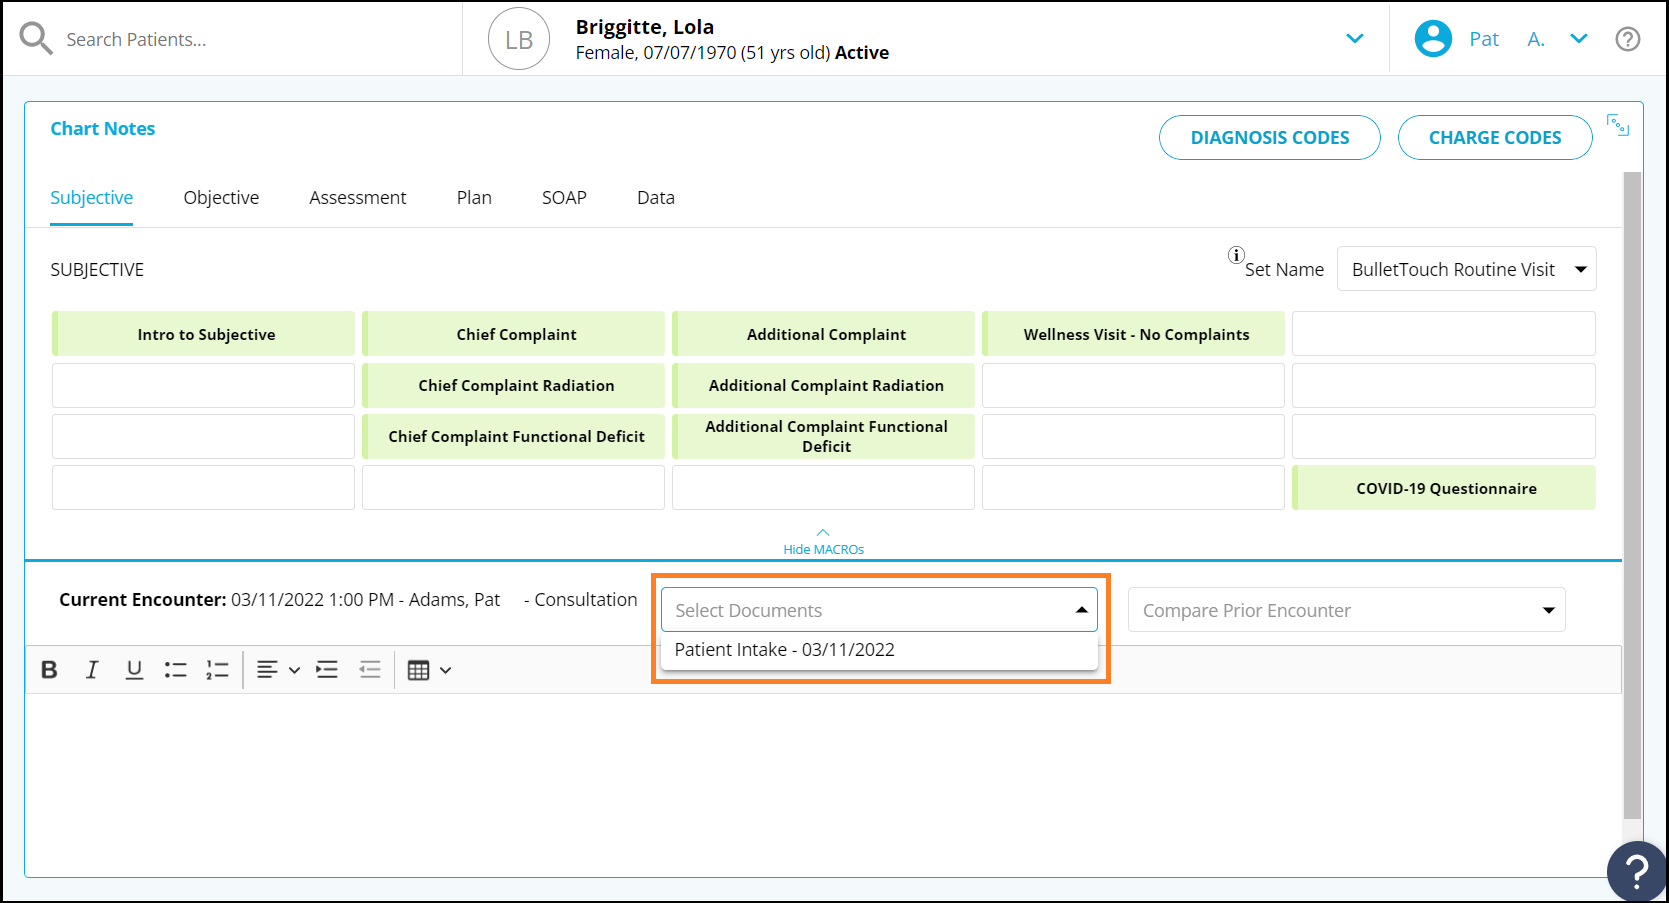 Search Patients...
LB
Briggitte, Lola
Female, 07/07/1970 (51 yrs old) Active
Pat A.
Chart Notes
DIAGNOSIS CODES
CHARGE CODES
Subjective Objective Assessment Plan SOAP Data
SUBJECTIVE
Set Name
BulletTouch Routine Visit
Intro to Subjective
Chief Complaint
Additional Complaint
Wellness Visit - No Complaints
Chief Complaint Radiation
Additional Complaint Radiation
Chief Complaint Functional Deficit
Additional Complaint Functional
Deficit
COVID-19 Questionnaire
Hide MACROs
Current Encounter: 03/11/2022 1:00 PM - Adams, Pat - Consultation
Select Documents
Compare Prior Encounter
Patient Intake - 03/11/2022